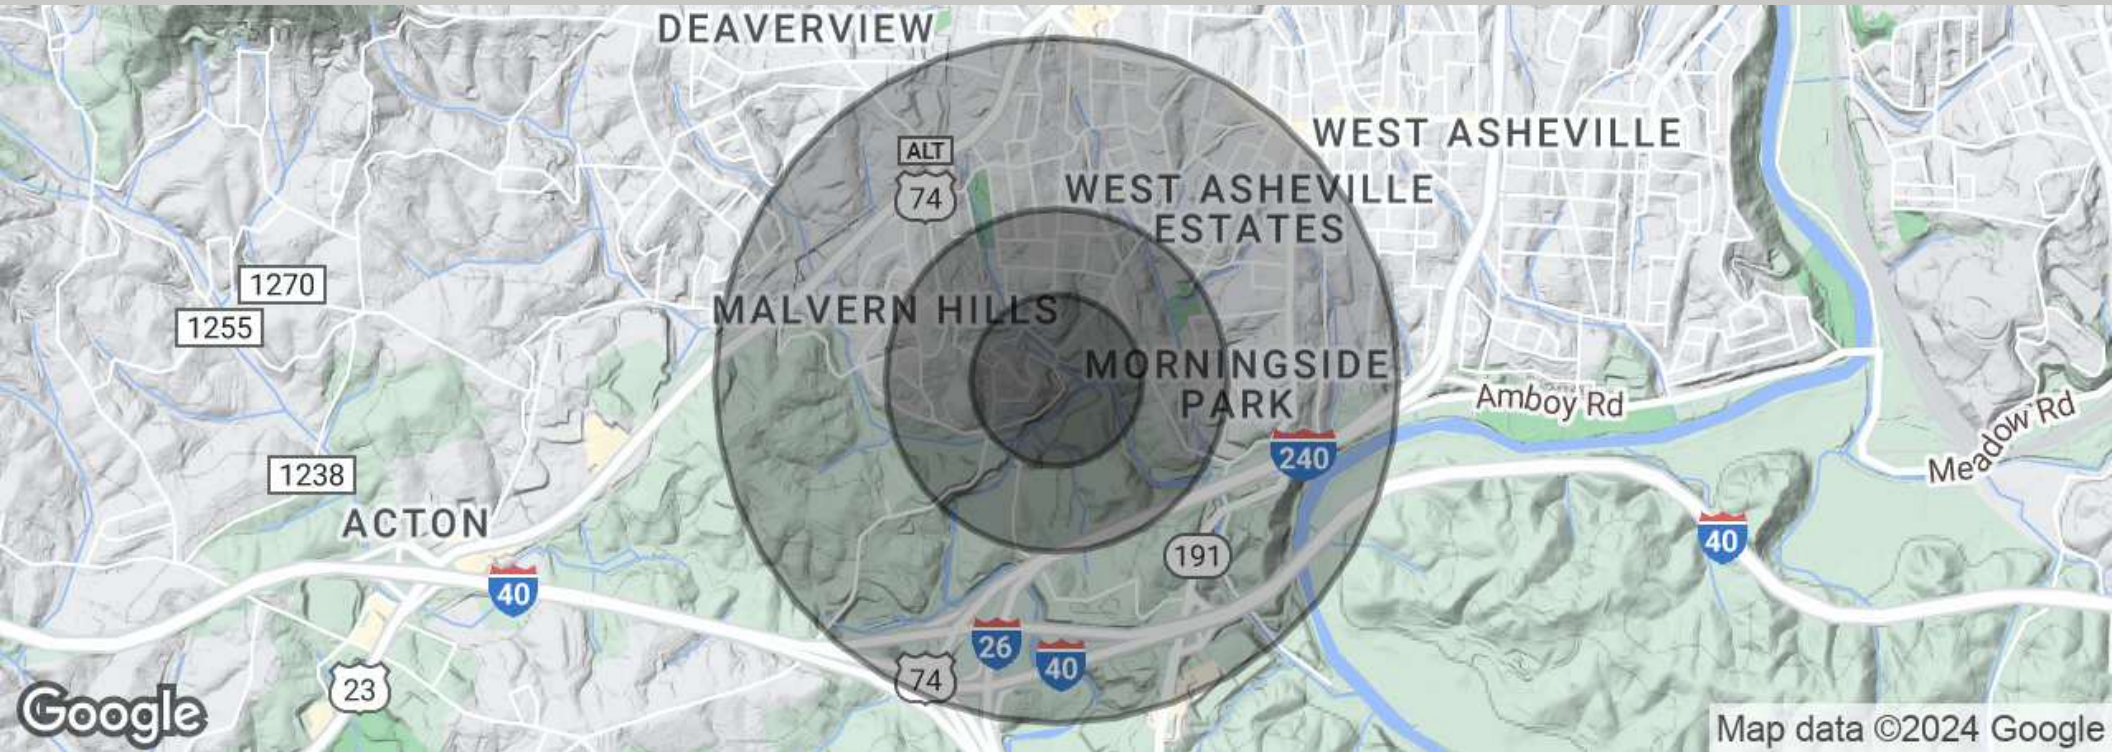 DEAVERVIEW
WEST ASHEVILLE
ALT
74
WEST ASHEVILLE
ESTATES
1270
1255
MALVERN HILLS
MORNINGSIDE
PARK
Amboy Rd
Meadow Rd
240
1238
ACTON
40
40
191
26
40
74
23
Google
Map data ©2024 Google